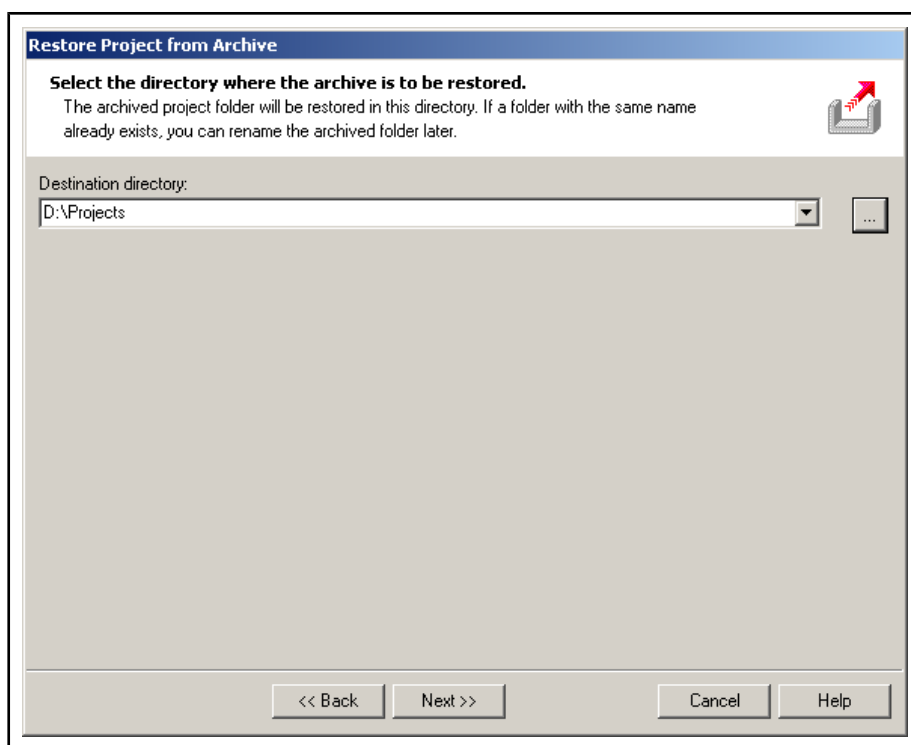 Restore Project from Archive
Select the directory where the archive is to be restored.
The archived project folder will be restored in this directory. If a folder with the same name
already exists, you can rename the archived folder later.
Destination directory:
D:\Projects
...
<< Back
Next >>
Cancel
Help